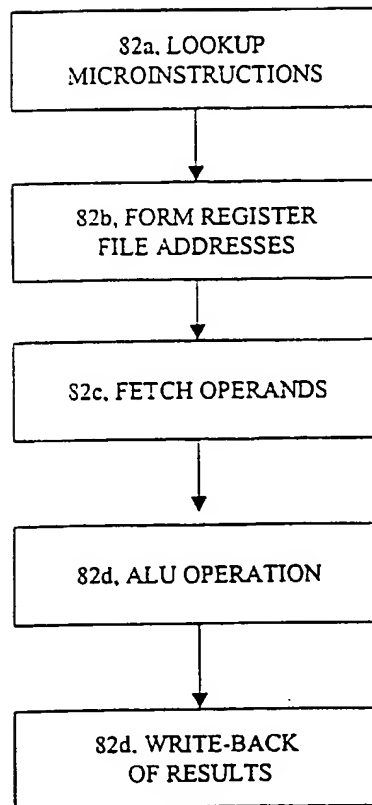 82a, LOOKUP
MICROINSTRUCTIONS
82b, FORM REGISTER
FILE ADDRESSES
82c, FETCH OPERANDS
82d, ALU OPERATION
82d, WRITE-BACK
OF RESULTS